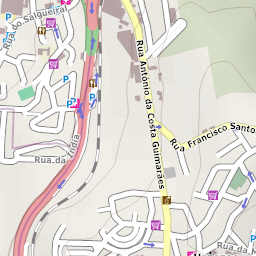 Rua do Salgueiral
Rua António da Costa Guimarães
Rua Francisco Santo
Rua da Índia
P
P
P
P
Rua da